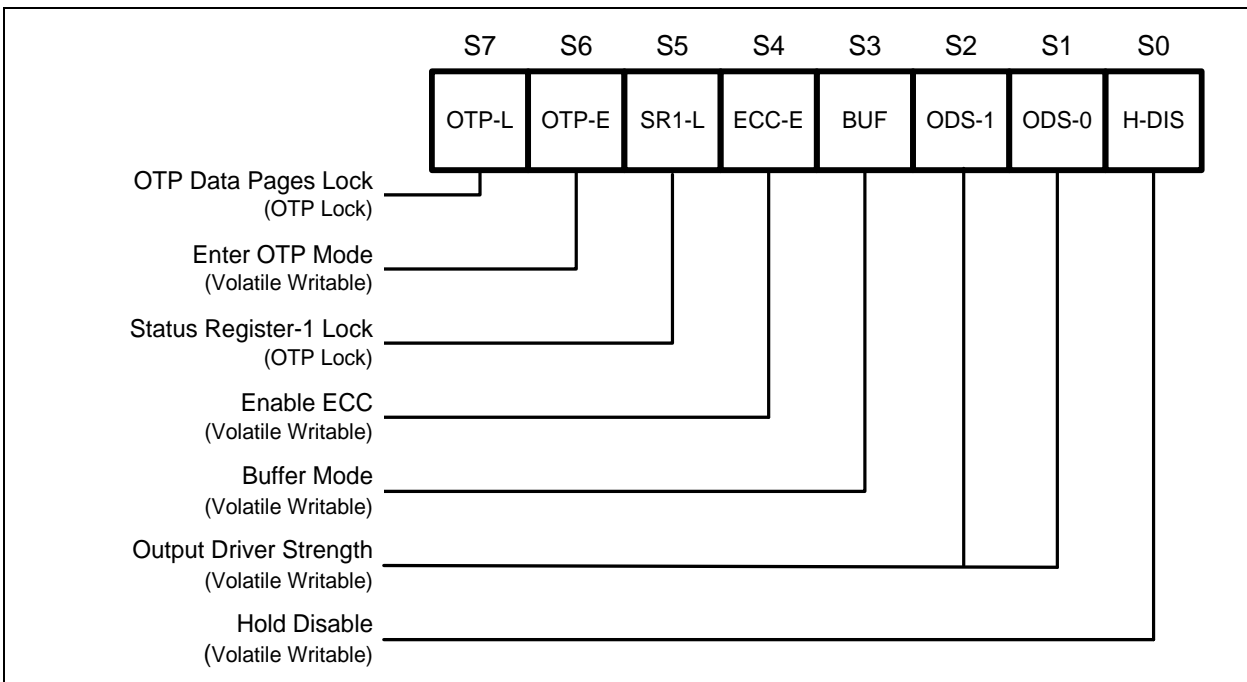 S7 S6 S5 S4 S3 S2 S1 S0
OTP-L OTP-E SR1-L ECC-E BUF ODS-1 ODS-0 H-DIS
OTP Data Pages Lock
(OTP Lock)
Enter OTP Mode
(Volatile Writable)
Status Register-1 Lock
(OTP Lock)
Enable ECC
(Volatile Writable)
Buffer Mode
(Volatile Writable)
Output Driver Strength
(Volatile Writable)
Hold Disable
(Volatile Writable)